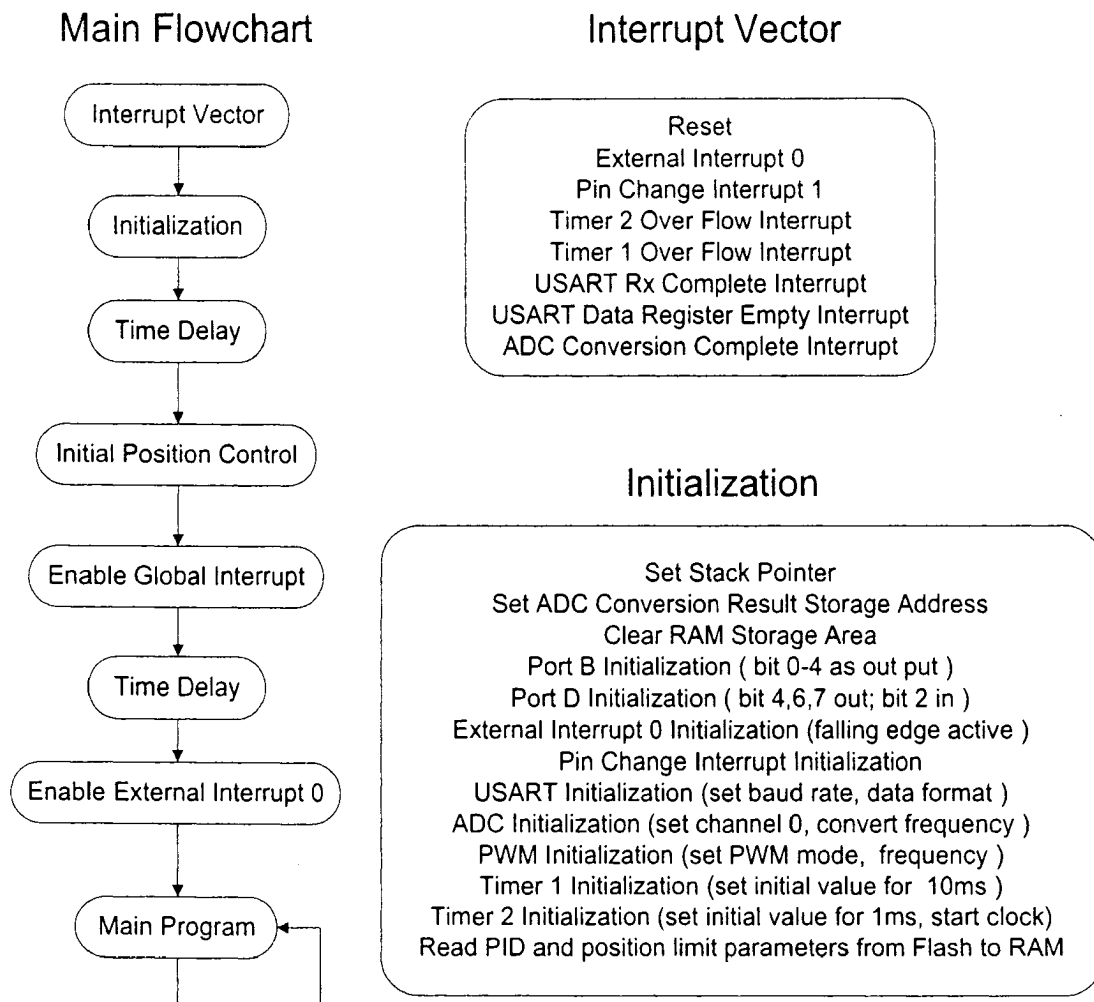 Main Flowchart
Interrupt Vector
Initialization
Time Delay
Initial Position Control
Enable Global Interrupt
Time Delay
Enable External Interrupt 0
Main Program
Interrupt Vector
Reset
External Interrupt 0
Pin Change Interrupt 1
Timer 2 Over Flow Interrupt
Timer 1 Over Flow Interrupt
USART Rx Complete Interrupt
USART Data Register Empty Interrupt
ADC Conversion Complete Interrupt
Initialization
Set Stack Pointer
Set ADC Conversion Result Storage Address
Clear RAM Storage Area
Port B Initialization ( bit 0-4 as out put )
Port D Initialization ( bit 4,6,7 out; bit 2 in )
External Interrupt 0 Initialization (falling edge active )
Pin Change Interrupt Initialization
USART Initialization (set baud rate, data format )
ADC Initialization (set channel 0, convert frequency )
PWM Initialization (set PWM mode, frequency )
Timer 1 Initialization (set initial value for 10ms )
Timer 2 Initialization (set initial value for 1ms, start clock)
Read PID and position limit parameters from Flash to RAM